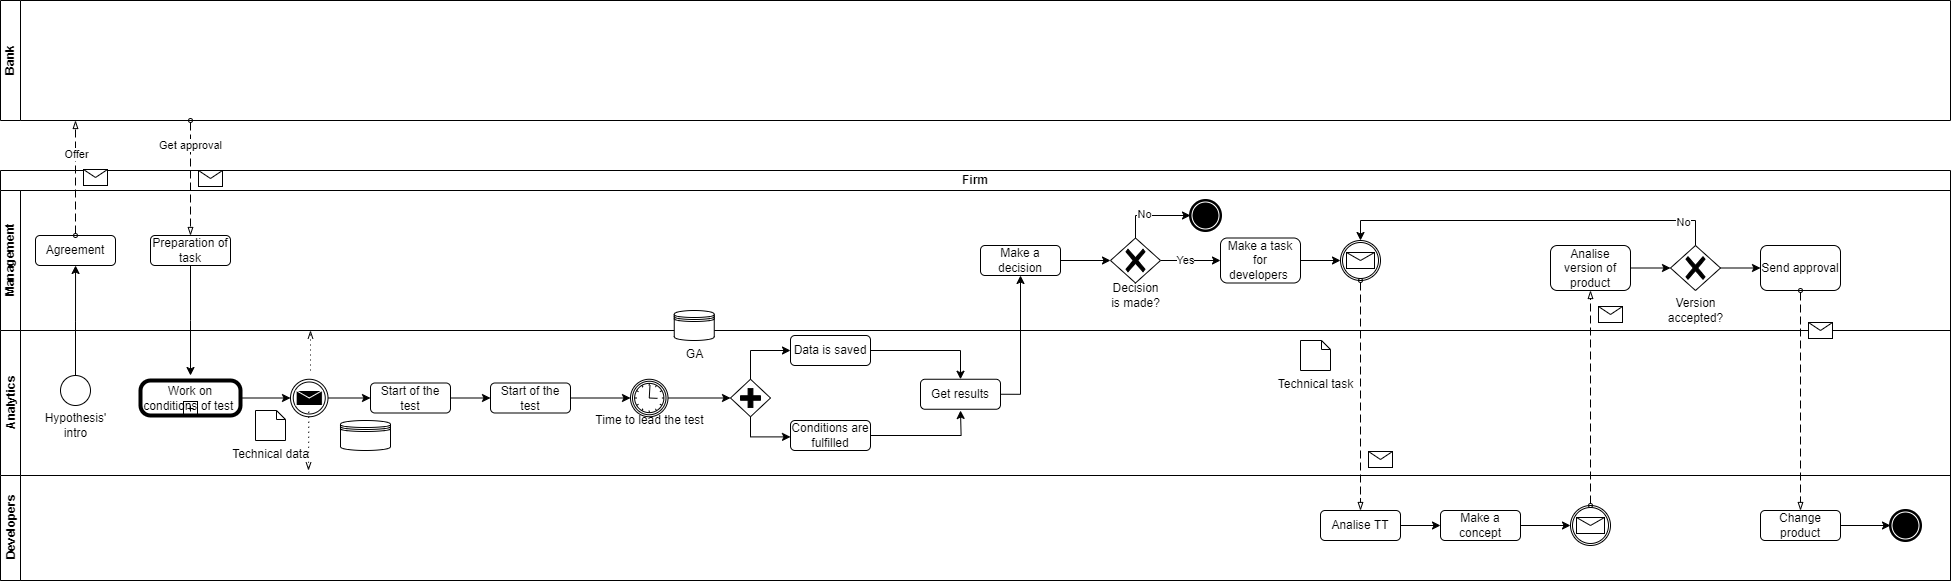 Bank
Offer
Get approval
Firm
Management
Agreement
Preparation of
task
Make a
decision
Decision
is made?
No
Yes
Make a task
for
developers
Analise
version of
product
No
Version
accepted?
Send approval
Analytics
Hypothesis'
intro
Work on
conditions of test
Technical data
Start of the
test
Start of the
test
Time to lead the test
GA
Data is saved
Conditions are
fulfilled
Get results
Technical task
Developers
Analise TT
Make a
concept
Change
product